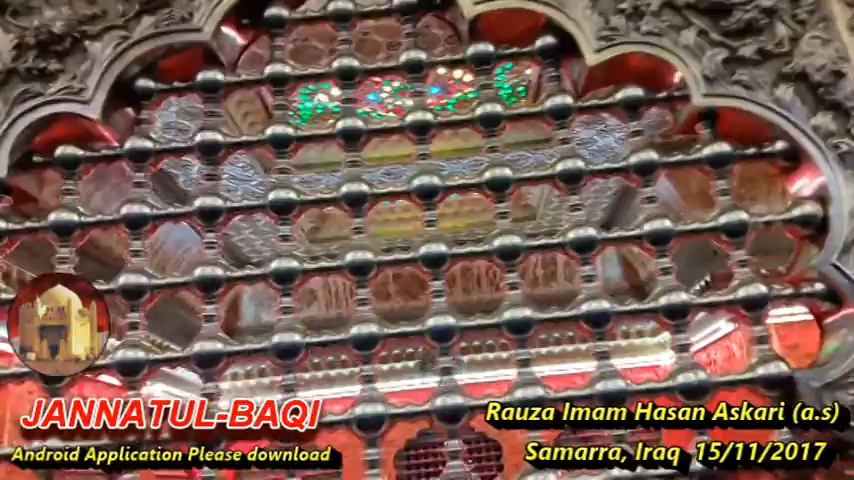 JANNATUL-BAQI
Android Application Please download
Rauza Imam Hasan Askari (a.s)
Samarra, Iraq 15/11/2017